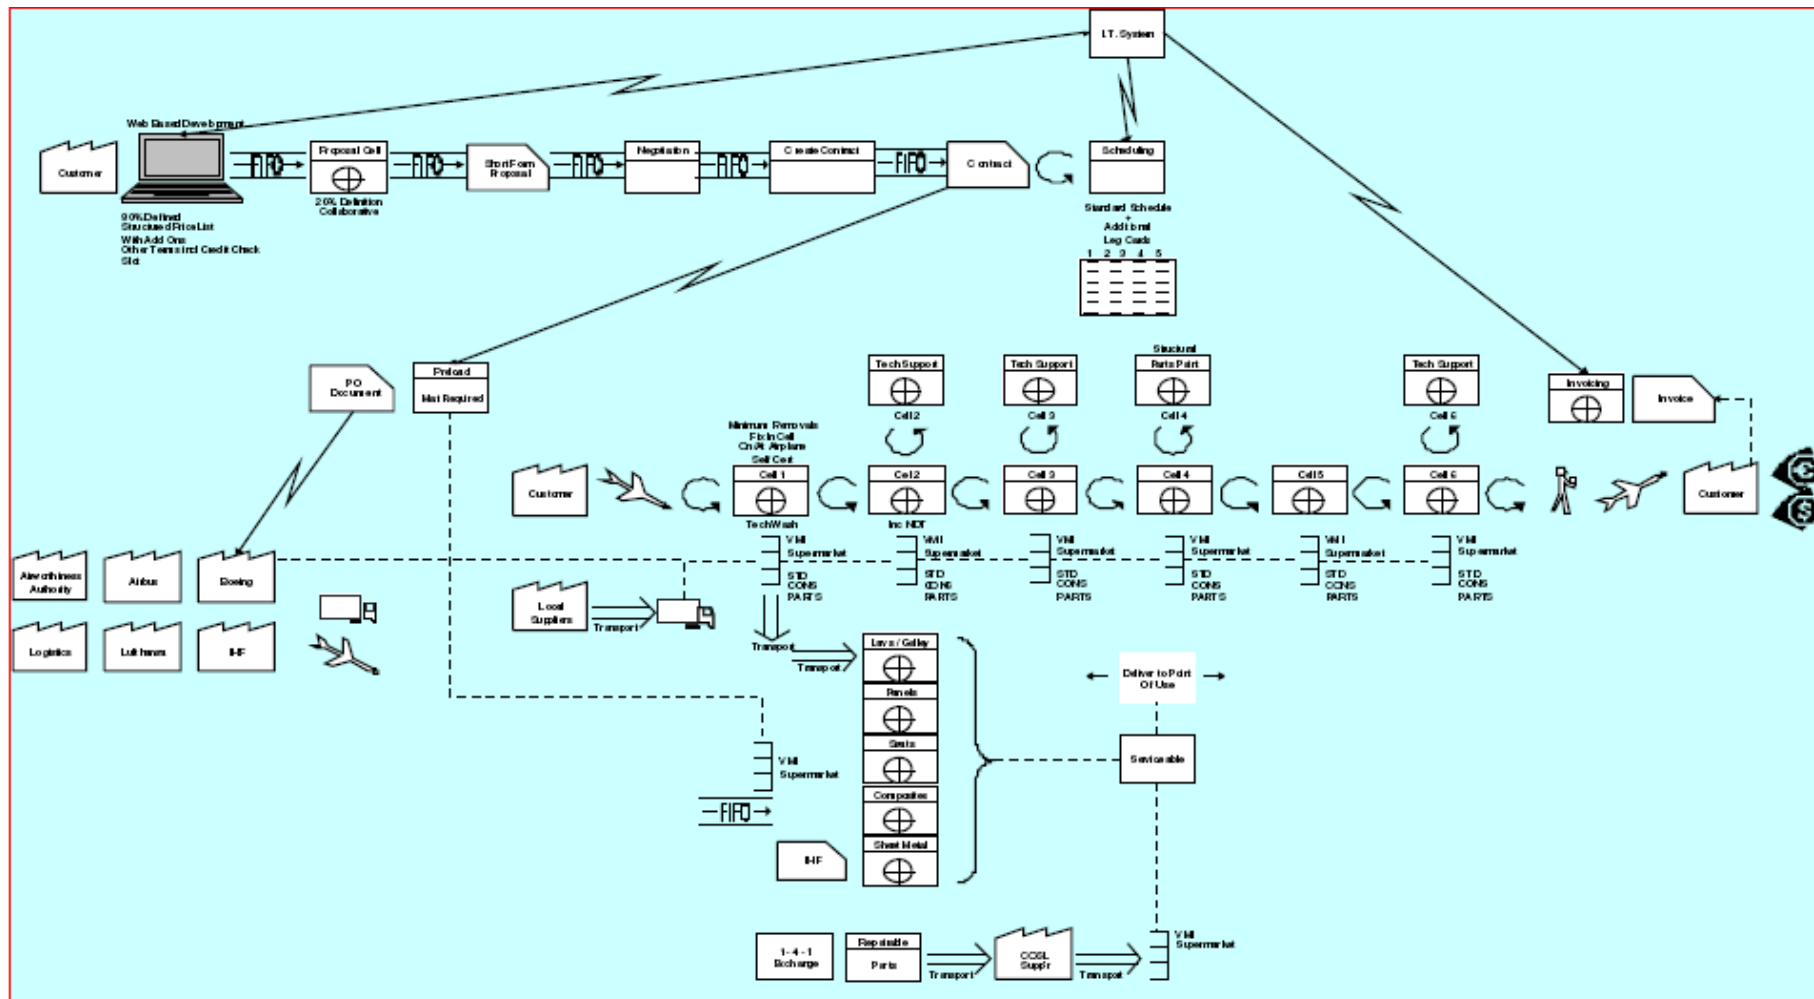 I.T. System
Web Based Development
Customer
FIFO
Proposal Cell
FIFO
Short Form
Proposal
FIFO
Negotiation
FIFO
Create Contract
FIFO
Contract
Scheduling
20% Definition
Collaborative
90% Defined
Structured Price List
With Add Ons
Other Terms incl Credit Check
Slot
Standard Schedule
+
Additional
Leg Cards
1 2 3 4 5
PO
Document
Preload
Mat Required
Tech Support
Cell 2
Tech Support
Cell 3
Structural
Parts Point
Cell 4
Tech Support
Cell 6
Invoicing
Invoice
Minimum Removals
Fix In Cell
On/At Airplane
Self Cert
Customer
Cell 1
Cell 2
Cell 3
Cell 4
Cell 5
Cell 6
Customer
Tech Wash
Inc NDT
VMI
Supermarket
STD
CONS
PARTS
VMI
Supermarket
STD
CONS
PARTS
VMI
Supermarket
STD
CONS
PARTS
VMI
Supermarket
STD
CONS
PARTS
VMI
Supermarket
STD
CONS
PARTS
VMI
Supermarket
STD
CONS
PARTS
Airworthiness
Authority
Airbus
Boeing
Logistics
IHF
Local
Suppliers
Transport
Transport
Transport
Lavs / Galley
Panels
Seats
Composites
Sheet Metal
VMI
Supermarket
FIFO
IHF
Deliver to Point
Of Use
Serviceable
1 - 4 - 1
Exchange
Repairable
Parts
Transport
Supplr
Transport
VMI
Supermarket